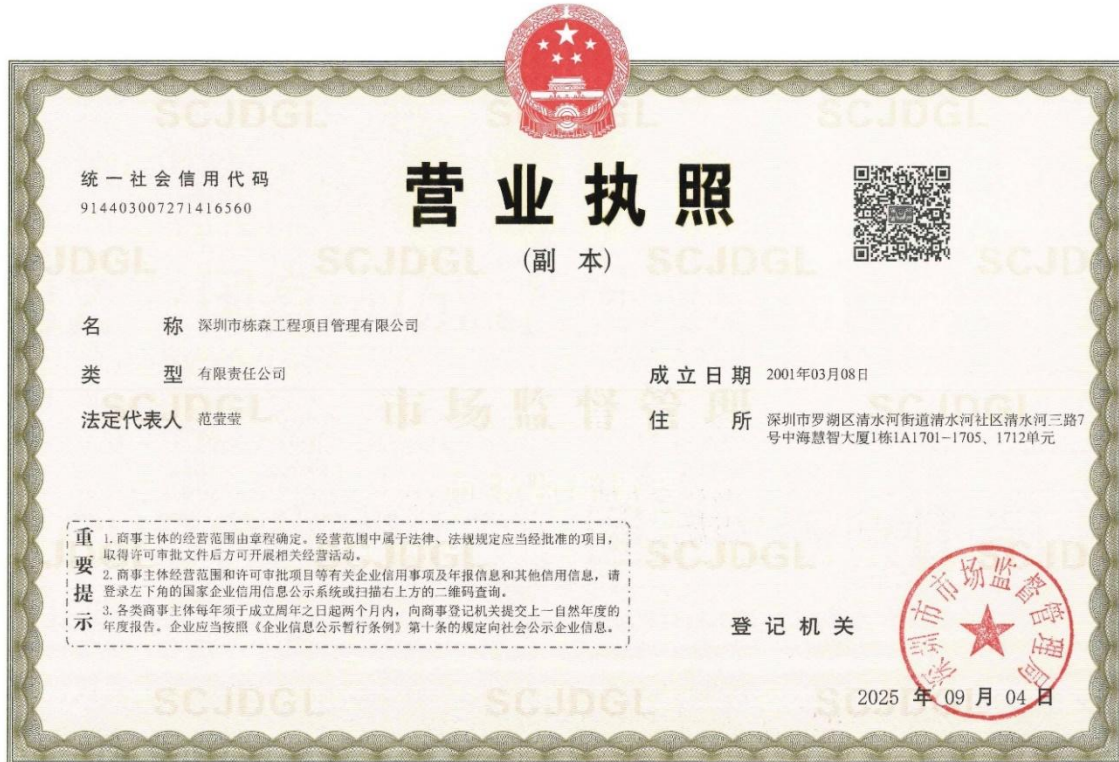 统一社会信用代码
914403007271416560
营业执照
(副 本)
名 称 深圳市栋森工程项目管理有限公司
类 型 有限责任公司
法定代表人 范莹莹
成立日期 2001年03月08日
住 所 深圳市罗湖区清水河街道清水河社区清水河三路7
号中海慧智大厦1栋1A1701-1705、1712单元
重要提示
1. 商事主体的经营范围由章程确定。经营范围中属于法律、法规规定应当经批准的项目,
取得许可审批文件后方可开展相关经营活动。
2. 商事主体经营范围和许可审批项目等有关企业信用事项及年报信息和其他信用信息,请
登录左下角的国家企业信用信息公示系统或扫描右上方的二维码查询。
3. 各类商事主体每年须于成立周年之日起两个月内,向商事登记机关提交上一自然年度的
年度报告。企业应当按照《企业信息公示暂行条例》第十条的规定向社会公示企业信息。
登记机关
深圳市市场监督管理局
2025 年 09 月 04 日
SCJDGL
市场监督管理